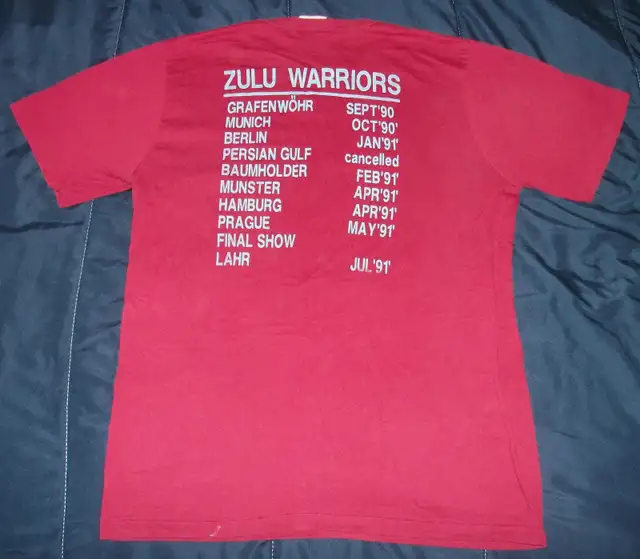 ZULU WARRIORS
GRAFENWÖHR SEPT'90
MUNICH OCT'90'
BERLIN JAN'91'
PERSIAN GULF cancelled
BAUMHOLDER FEB'91'
MUNSTER APR'91'
HAMBURG APR'91'
PRAGUE MAY'91'
FINAL SHOW
LAHR JUL'91'